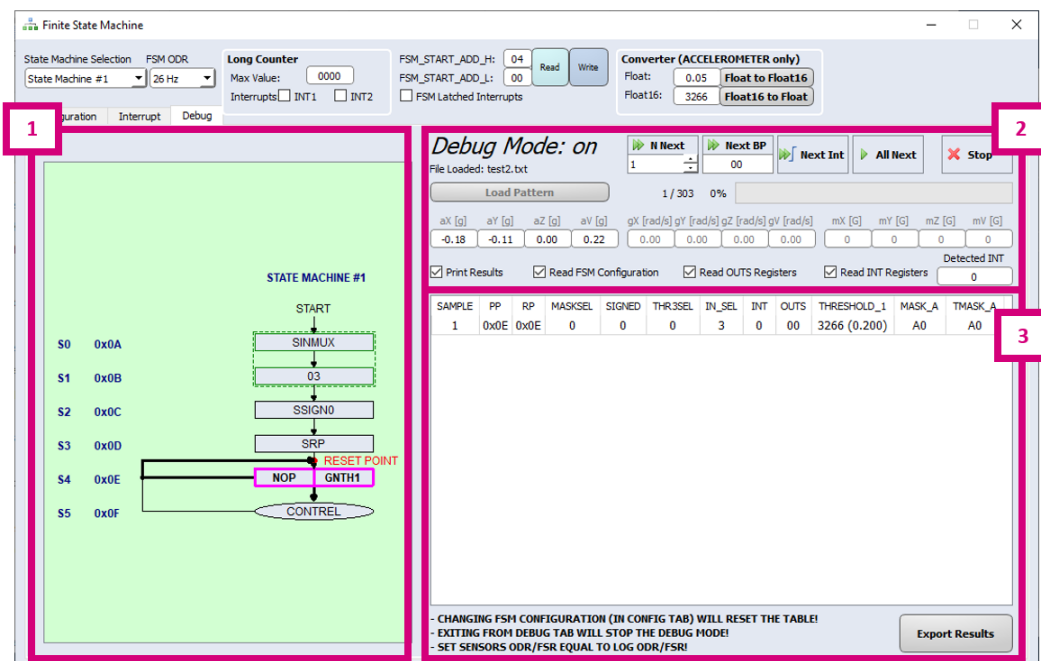 Finite State Machine
State Machine Selection FSM ODR Long Counter FSM_START_ADD_H: 04 Read Write Converter (ACCELEROMETER only)
State Machine #1 26 Hz Max Value: 0000 FSM_START_ADD_L: 00 Float: 0.05 Float to Float16
Interrupts: INT1 INT2 FSM Latched Interrupts Float16: 3266 Float16 to Float
Interrupt Debug
1
STATE MACHINE #1
START
S0 0x0A SINMUX
S1 0x0B 03
S2 0x0C SSIGN0
S3 0x0D SRP
RESET POINT
S4 0x0E NOP GNTH1
S5 0x0F CONTREL
2
Debug Mode: on N Next Next BP Next Int All Next Stop
File Loaded: test2.txt 1 00
Load Pattern 1 / 303 0%
aX [g] aY [g] aZ [g] aV [g] gX [rad/s] gY [rad/s] gZ [rad/s] gV [rad/s] mX [G] mY [G] mZ [G] mV [G]
-0.18 -0.11 0.00 0.22 0.00 0.00 0.00 0.00 0 0 0 0
Detected INT
Print Results Read FSM Configuration Read OUTS Registers Read INT Registers 0
SAMPLE PP RP MASKSEL SIGNED THR3SEL IN_SEL INT OUTS THRESHOLD_1 MASK_A TMASK_A
1 0x0E 0x0E 0 0 0 3 0 00 3266 (0.200) A0 A0
3
- CHANGING FSM CONFIGURATION (IN CONFIG TAB) WILL RESET THE TABLE!
- EXITING FROM DEBUG TAB WILL STOP THE DEBUG MODE!
- SET SENSORS ODR/FSR EQUAL TO LOG ODR/FSR!
Export Results